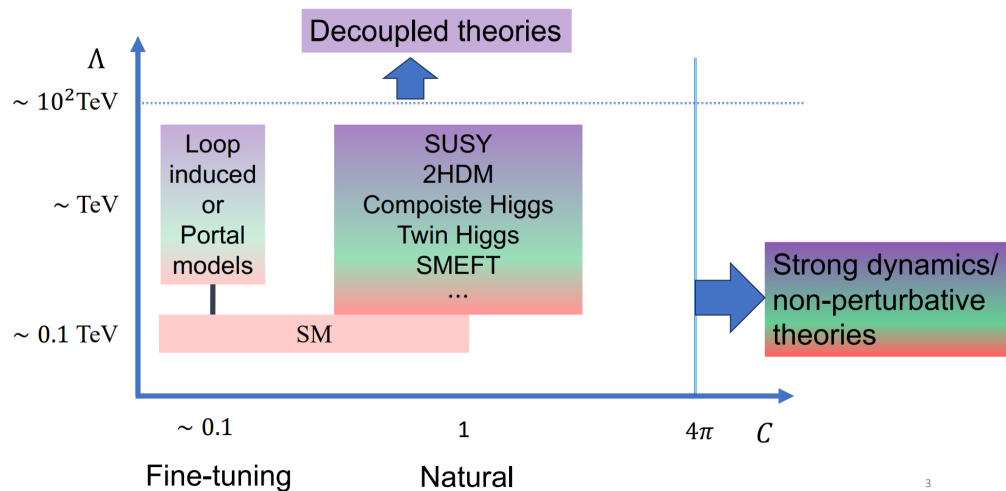 Decoupled theories
Λ
~ 10²TeV
Loop
induced
or
Portal
models
SUSY
2HDM
Compoiste Higgs
Twin Higgs
SMEFT
...
~ TeV
Strong dynamics/
non-perturbative
theories
~ 0.1 TeV
SM
~ 0.1
1
4π
C
Fine-tuning
Natural
3